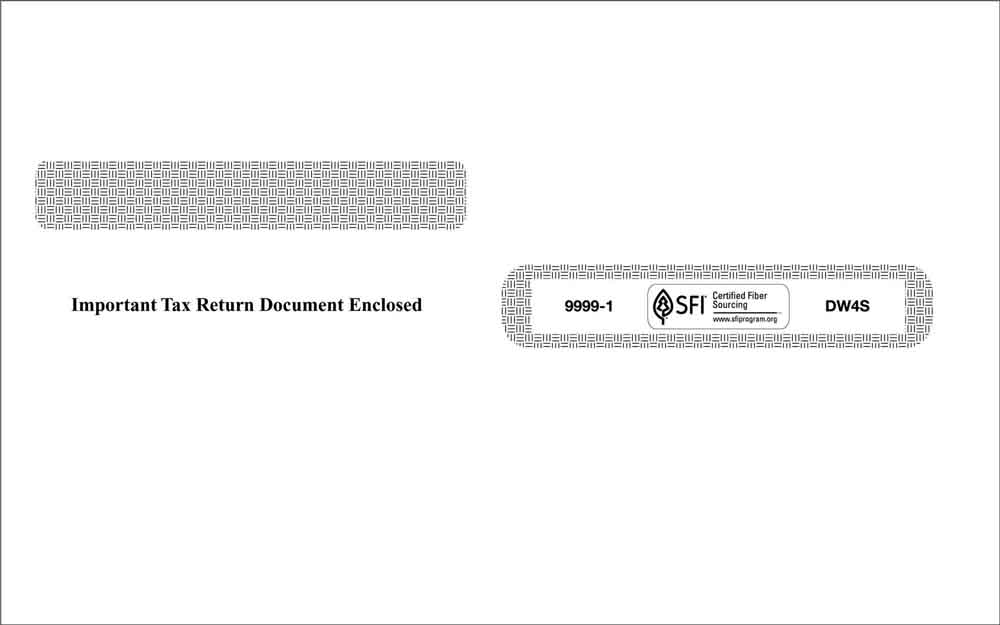 Important Tax Return Document Enclosed
9999-1
SFI
Certified Fiber
Sourcing
www.sfiprogram.org
DW4S